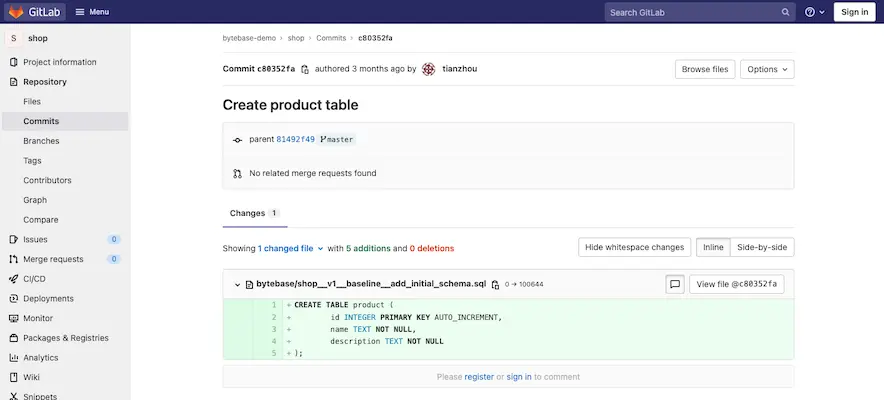 GitLab Menu Search GitLab Sign in
S shop
Project information
Repository
Files
Commits
Branches
Tags
Contributors
Graph
Compare
Issues 0
Merge requests 0
CI/CD
Deployments
Monitor
Packages & Registries
Analytics
Wiki
Snippets
bytebase-demo › shop › Commits › c80352fa
Commit c80352fa authored 3 months ago by tianzhou Browse files Options
Create product table
parent 81492f49 master
No related merge requests found
Changes 1
Showing 1 changed file with 5 additions and 0 deletions Hide whitespace changes Inline Side-by-side
bytebase/shop__v1__baseline__add_initial_schema.sql 0 → 100644 View file @c80352fa
1 + CREATE TABLE product (
2 + id INTEGER PRIMARY KEY AUTO_INCREMENT,
3 + name TEXT NOT NULL,
4 + description TEXT NOT NULL
5 + );
Please register or sign in to comment